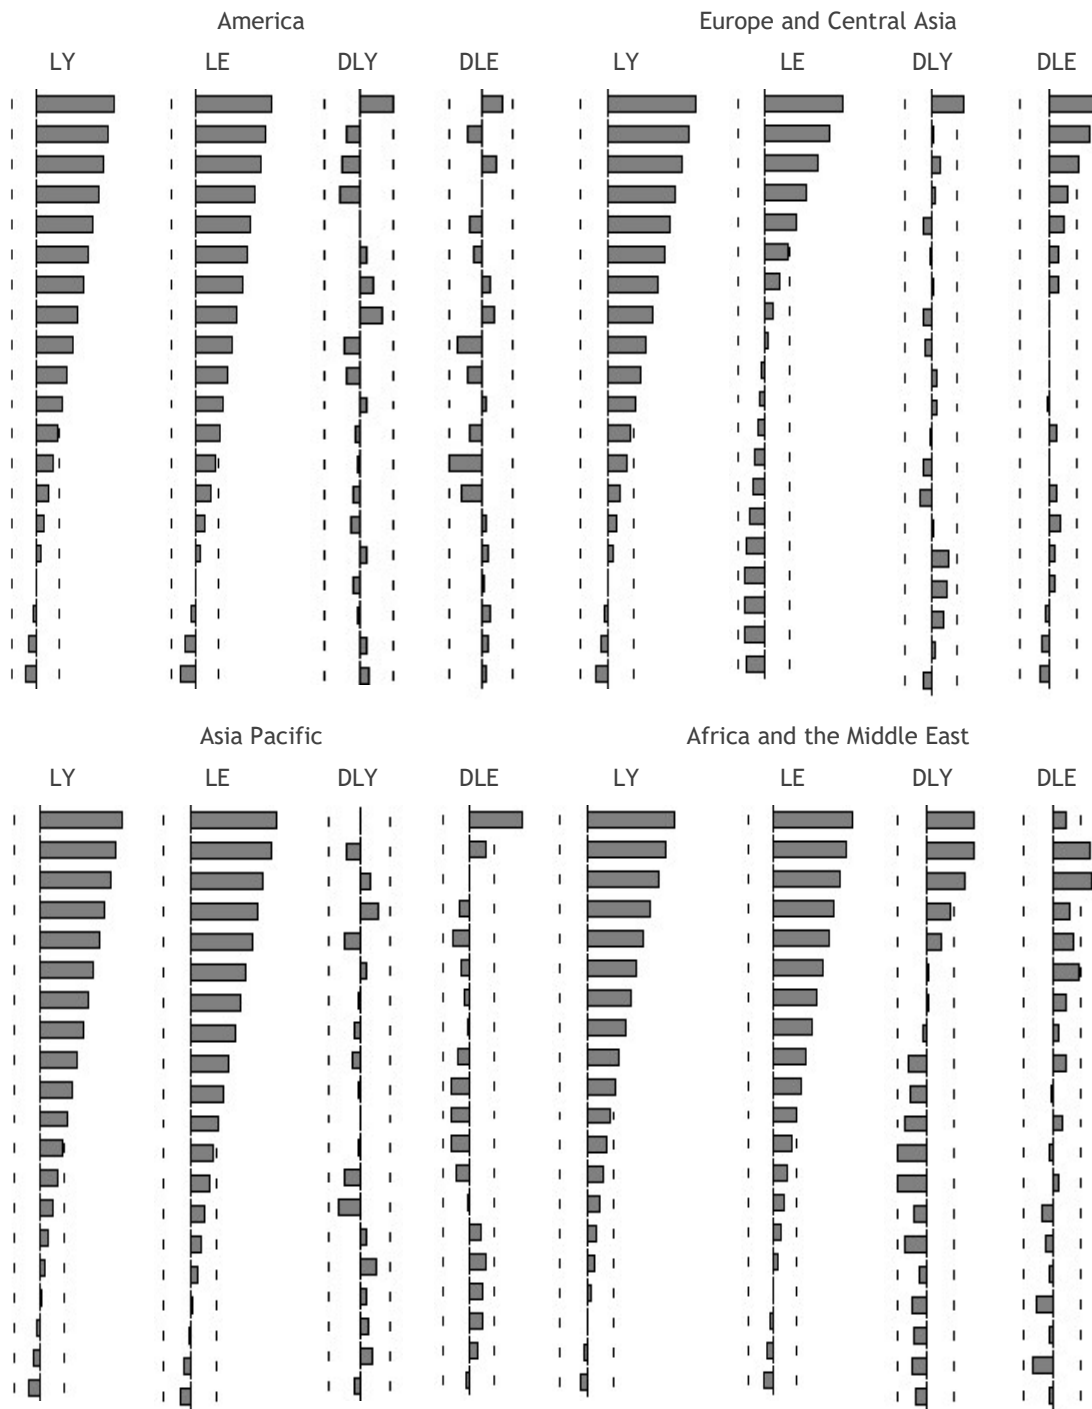 America
Europe and Central Asia
LY LE DLY DLE LY LE DLY DLE
Asia Pacific
Africa and the Middle East
LY LE DLY DLE LY LE DLY DLE